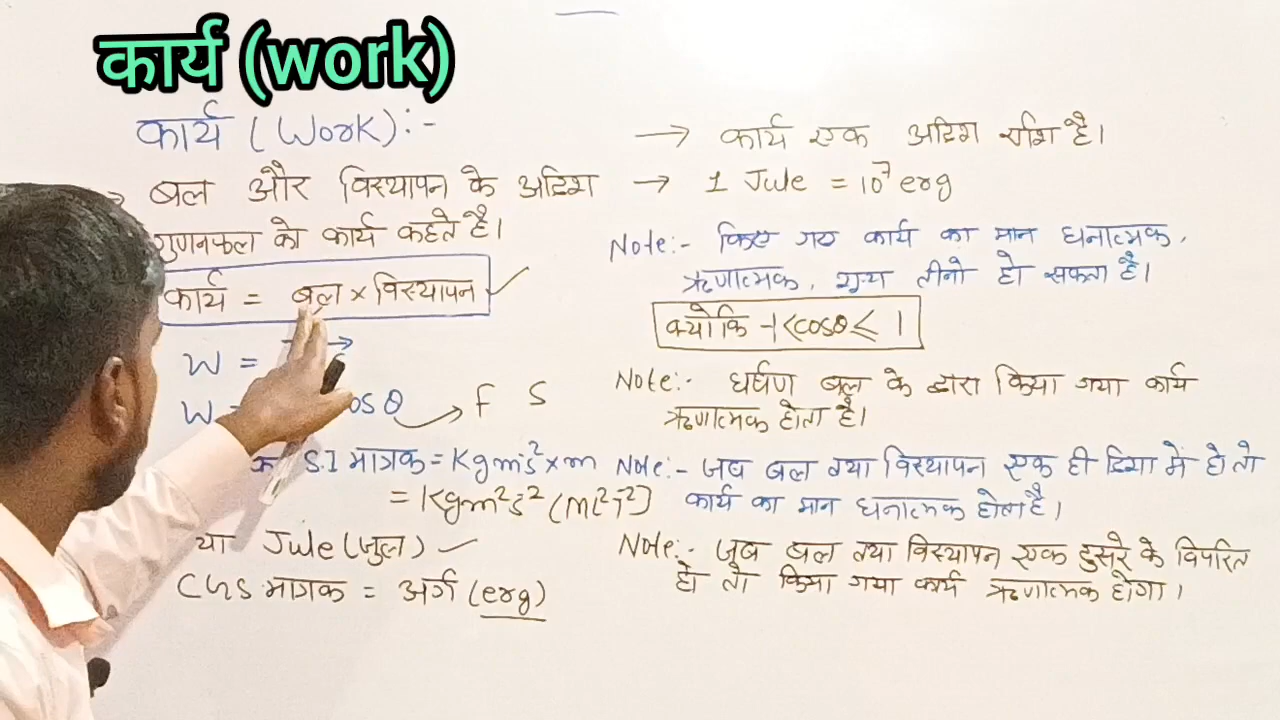 कार्य (work)
कार्य (Work):-
बल और विस्थापन के अदिश
गुणनफल को कार्य कहते है।
कार्य = बल × विस्थापन
W =
W = cos θ → F S
S.I मात्रक = Kgms⁻² × m
= Kgm²s⁻² [ML²T⁻²]
या Jule (जुल)
CGS मात्रक = अर्ग (erg)
→ कार्य एक अदिश राशि है।
→ 1 Jule = 10⁷ erg
Note:- किए गए कार्य का मान धनात्मक,
ऋणात्मक, शून्य तीनो हो सकता है।
क्योकि -1<cosθ< 1
Note:- घर्षण बल के द्वारा किया गया कार्य
ऋणात्मक होता है।
Note:- जब बल तथा विस्थापन एक ही दिशा में हो तो
कार्य का मान धनात्मक होता है।
Note:- जब बल तथा विस्थापन एक दुसरे के विपरित
हो तो किया गया कार्य ऋणात्मक होगा।